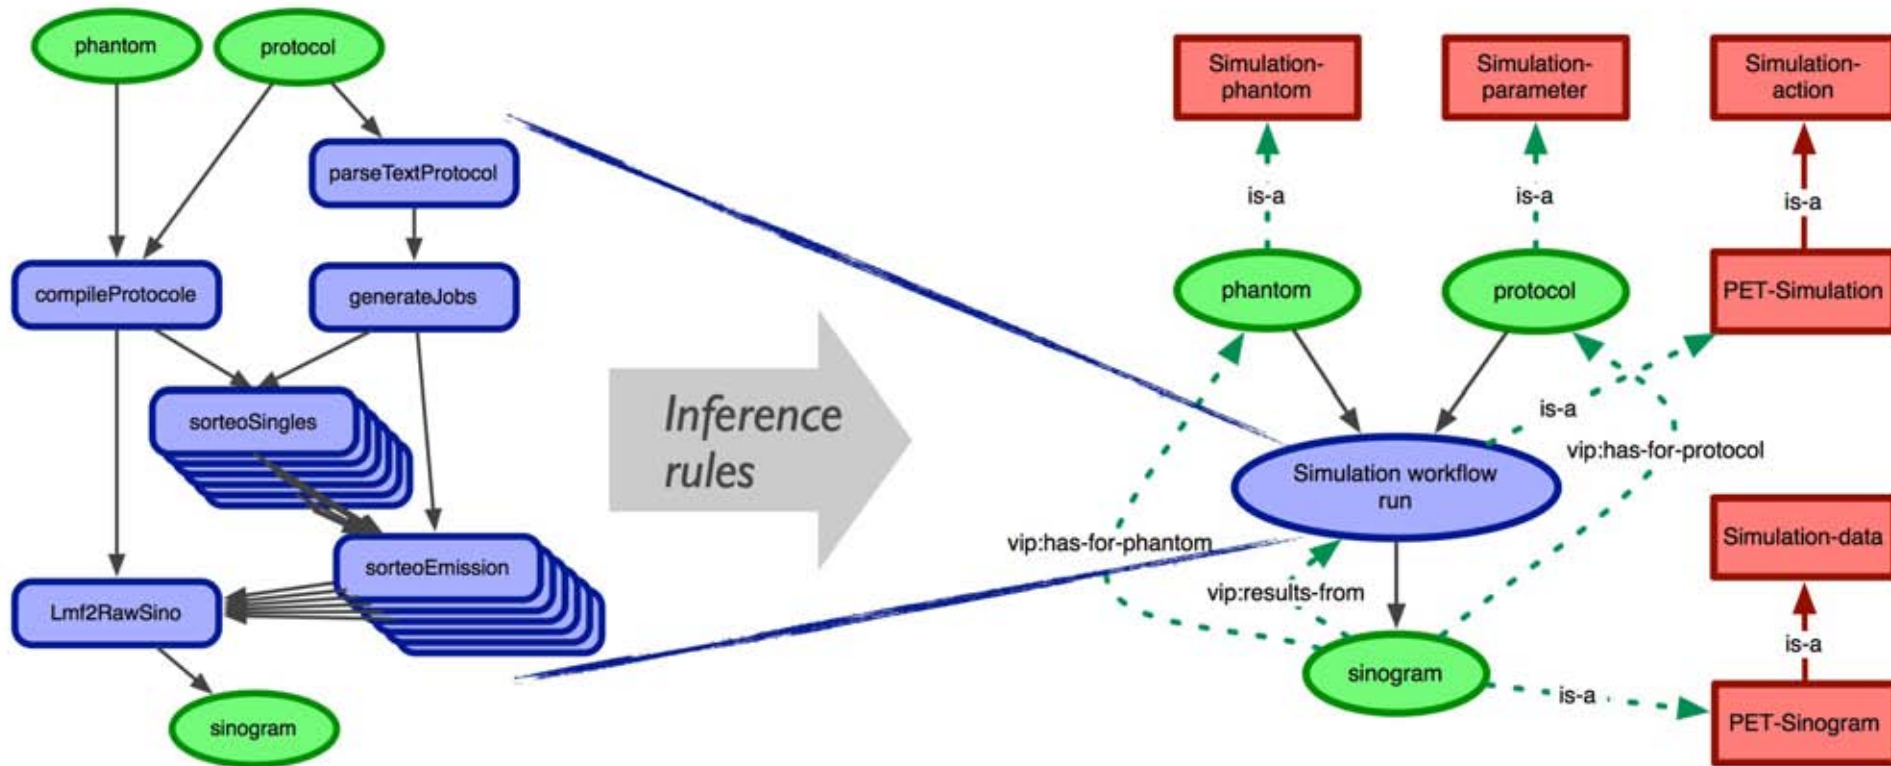 phantom
protocol
parseTextProtocol
compileProtocole
generateJobs
sorteoSingles
sorteoEmission
Lmf2RawSino
sinogram
Inference
rules
Simulation-
phantom
Simulation-
parameter
Simulation-
action
is-a
is-a
is-a
phantom
protocol
PET-Simulation
is-a
vip:has-for-protocol
Simulation workflow
run
vip:has-for-phantom
vip:results-from
Simulation-data
is-a
sinogram
is-a
PET-Sinogram